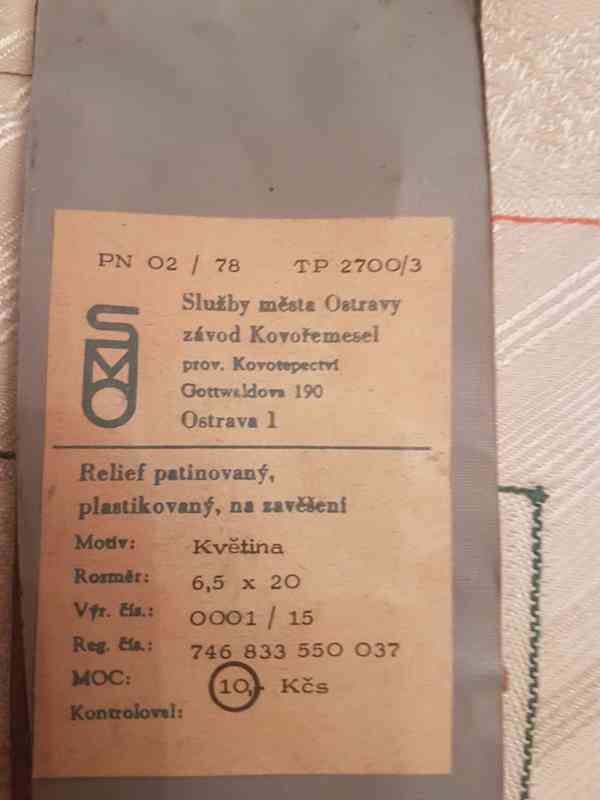 PN 02 / 78 TP 2700/3
SMO
Služby města Ostravy
závod Kovořemesel
prov. Kovotepectví
Gottwaldova 190
Ostrava 1
Relief patinovaný,
plastikovaný, na zavěšení
Motiv: Květina
Rozměr: 6,5 x 20
Výr. čís.: 0001 / 15
Reg. čís.: 746 833 550 037
MOC: 10,- Kčs
Kontroloval: